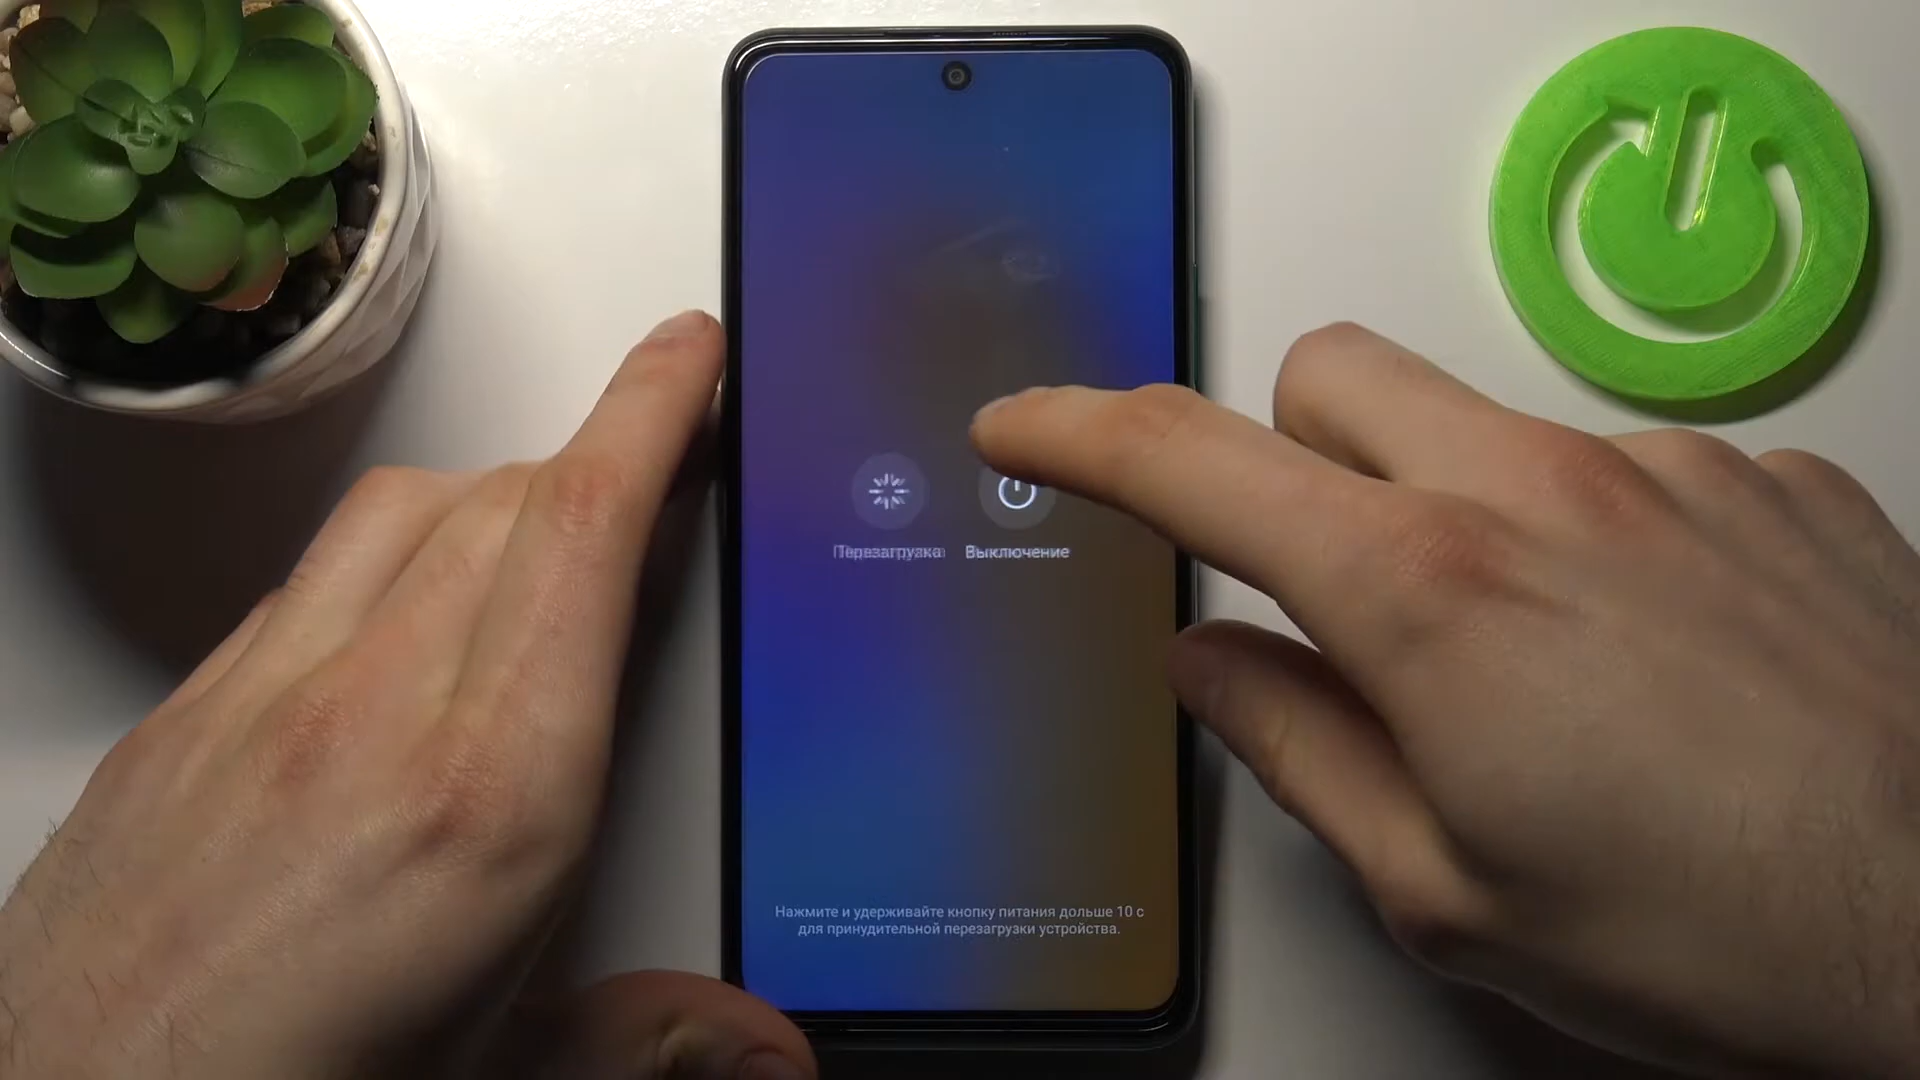 Перезагрузка Выключение
Нажмите и удерживайте кнопку питания дольше 10 с
для принудительной перезагрузки устройства.